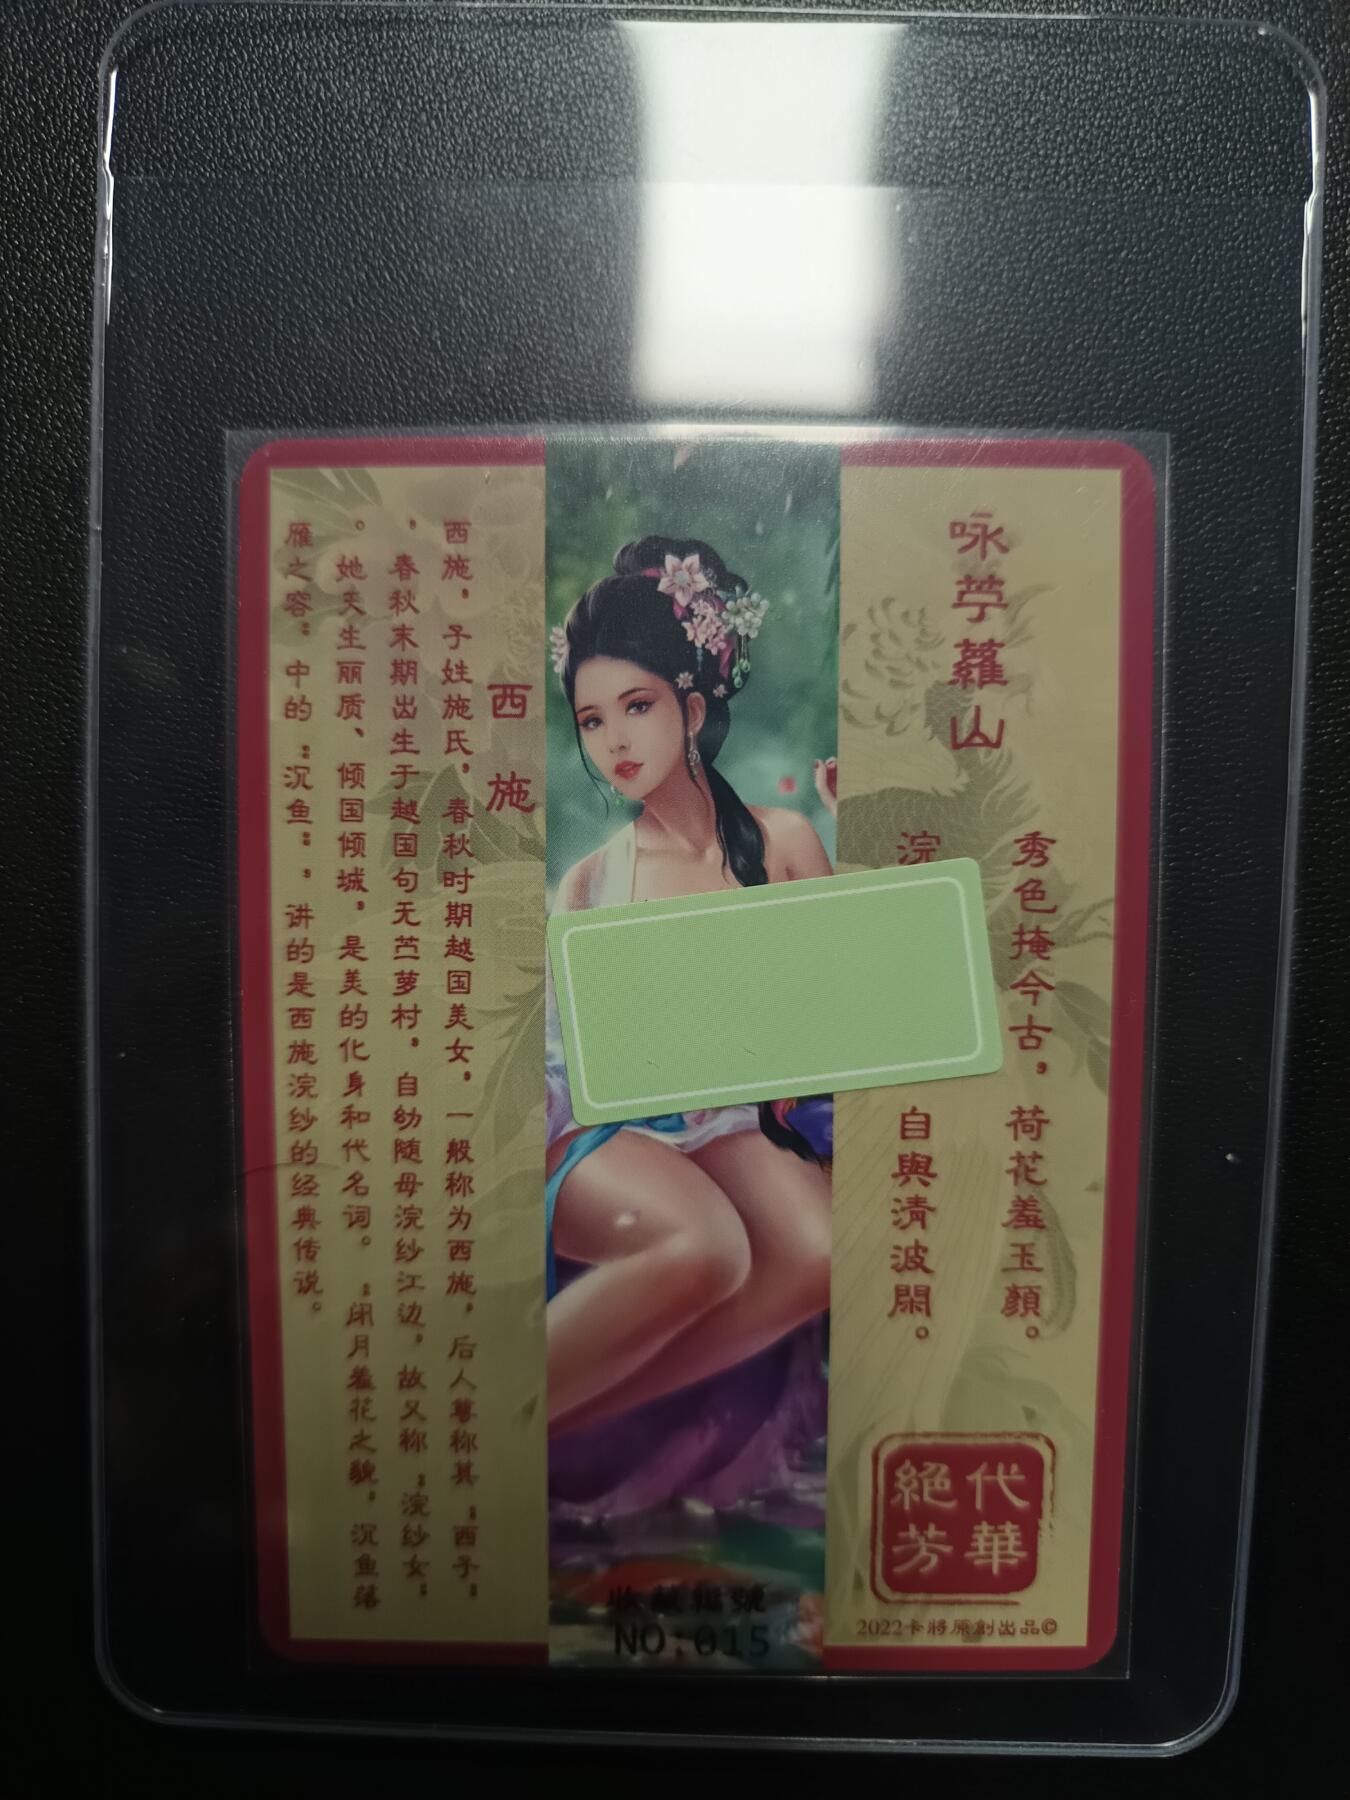 咏苧蘿山
秀色掩今古，荷花羞玉顏。
浣
自與清波閑。
代華
絕芳
2022卡將原創出品©
收藏編號
NO:015
西施
西施，子姓施氏，春秋时期越国美女，一般称为西施，后人尊称其：西子：
，春秋末期出生于越国句无苎萝村，自幼随母浣纱江边，故又称：浣纱女：
。她天生丽质、倾国倾城，是美的化身和代名词。：闭月羞花之貌，沉鱼落
雁之容：中的：沉鱼：，讲的是西施浣纱的经典传说。